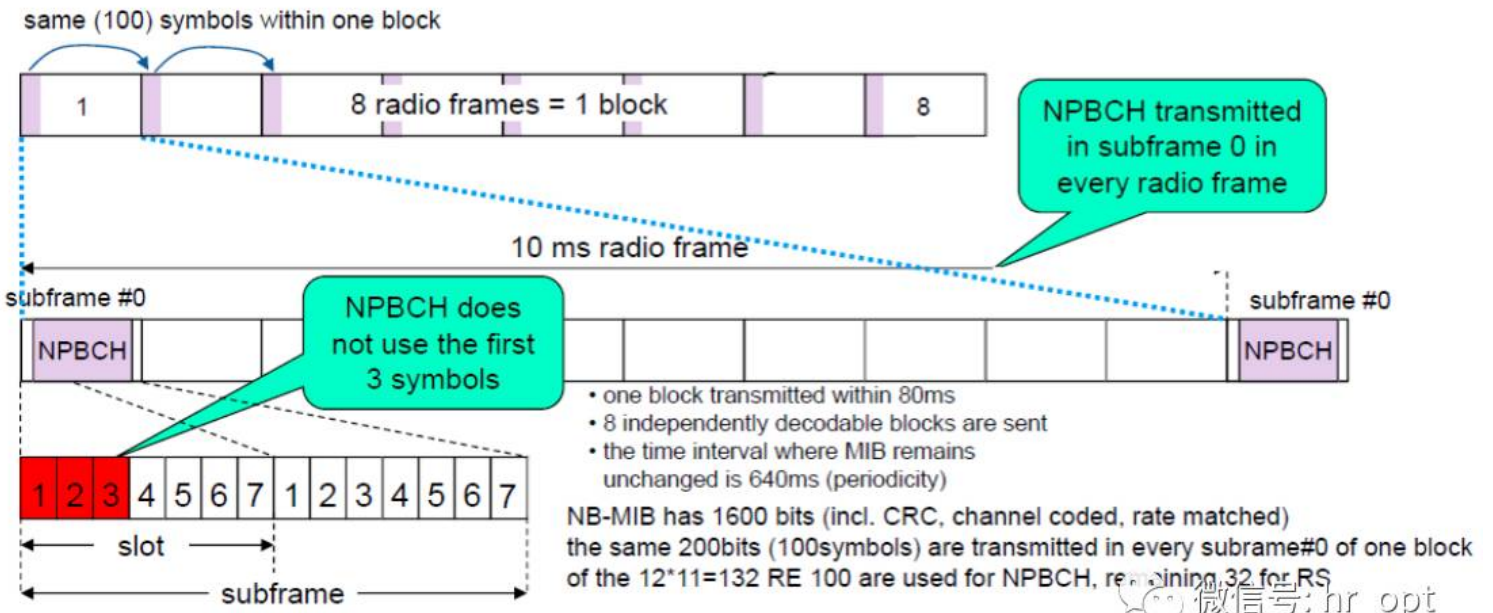 same (100) symbols within one block
1
8 radio frames = 1 block
8
NPBCH transmitted
in subframe 0 in
every radio frame
10 ms radio frame
subframe #0
subframe #0
NPBCH does
not use the first
3 symbols
NPBCH
NPBCH
• one block transmitted within 80ms
• 8 independently decodable blocks are sent
• the time interval where MIB remains
unchanged is 640ms (periodicity)
1 2 3 4 5 6 7 1 2 3 4 5 6 7
NB-MIB has 1600 bits (incl. CRC, channel coded, rate matched)
slot
the same 200bits (100symbols) are transmitted in every subrame#0 of one block
of the 12*11=132 RE 100 are used for NPBCH, remaining 32 for RS
subframe
微信号: hr_opt